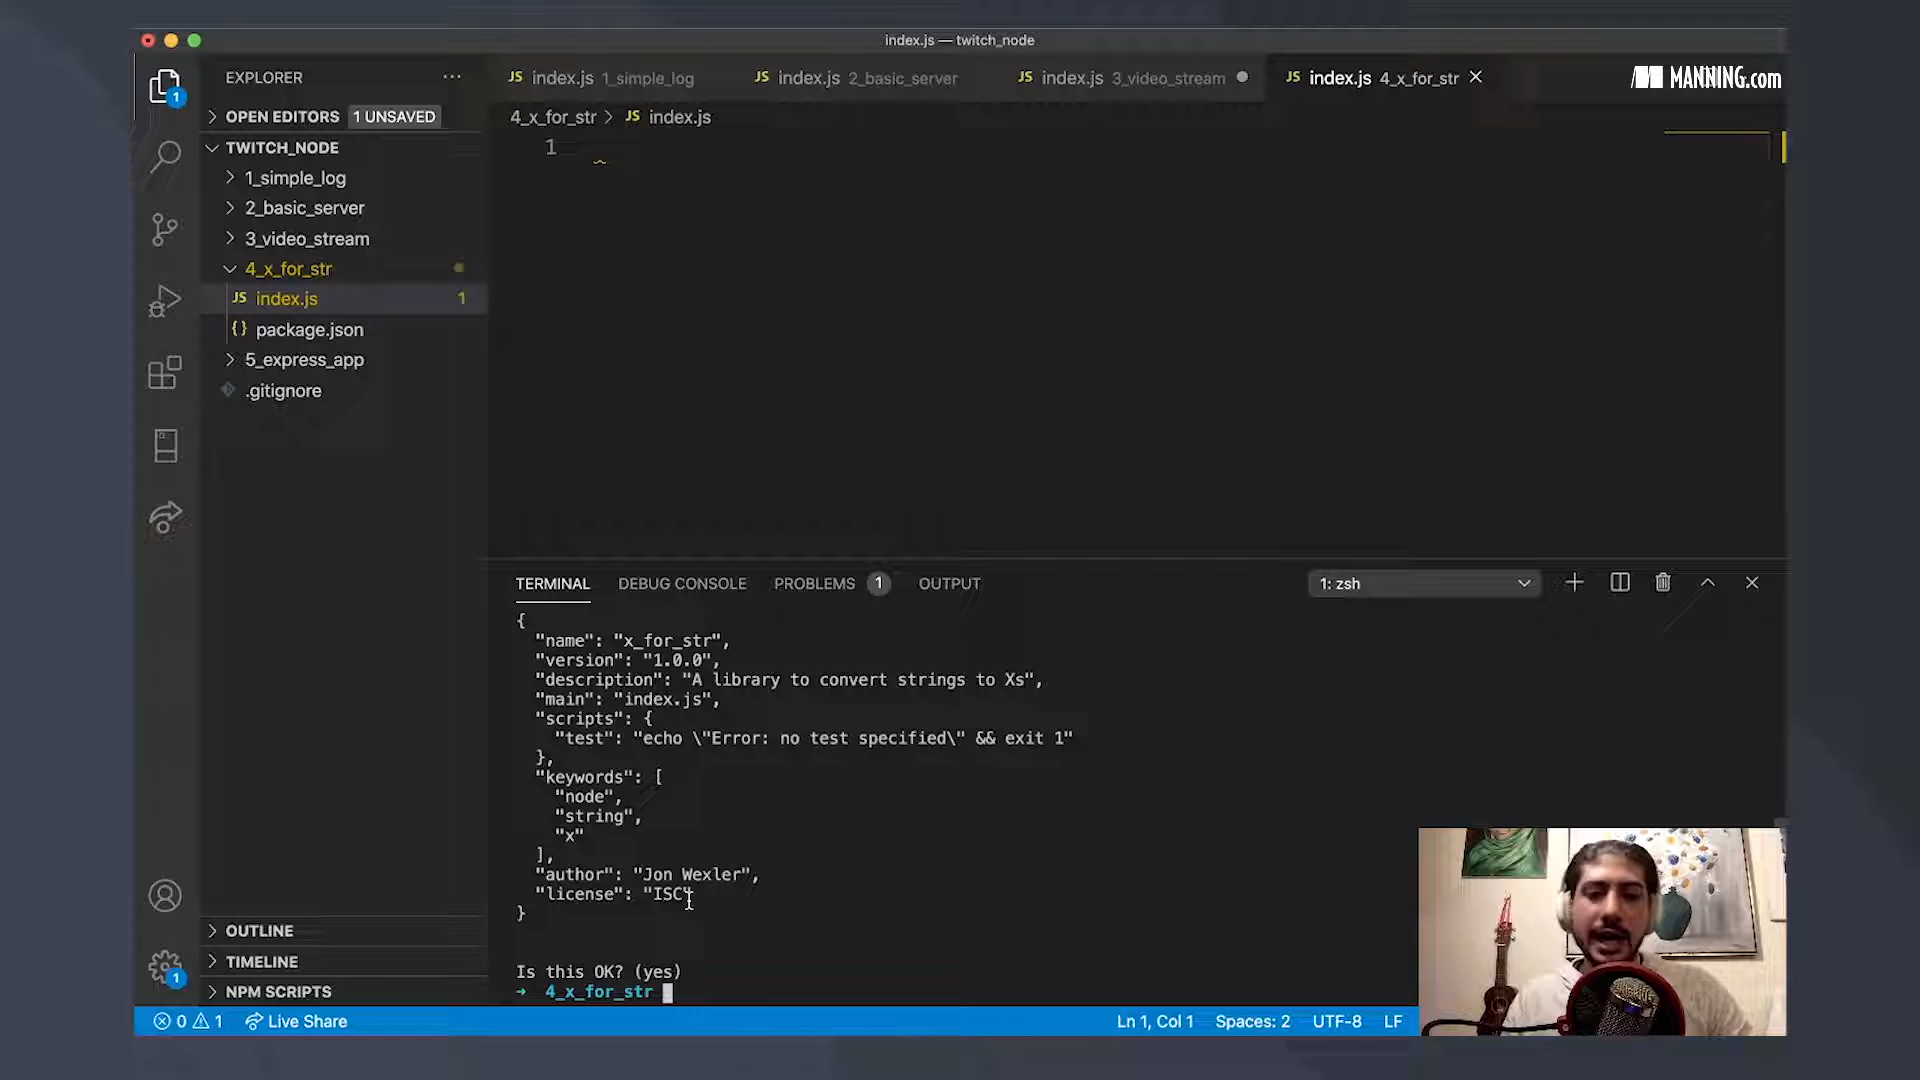 index.js — twitch_node
MANNING.com
EXPLORER
OPEN EDITORS 1 UNSAVED
TWITCH_NODE
1_simple_log
2_basic_server
3_video_stream
4_x_for_str
JS index.js 1
{} package.json
5_express_app
.gitignore
OUTLINE
TIMELINE
NPM SCRIPTS
JS index.js 1_simple_log JS index.js 2_basic_server JS index.js 3_video_stream JS index.js 4_x_for_str
4_x_for_str > JS index.js
1
TERMINAL DEBUG CONSOLE PROBLEMS 1 OUTPUT 1: zsh
{
"name": "x_for_str",
"version": "1.0.0",
"description": "A library to convert strings to Xs",
"main": "index.js",
"scripts": {
"test": "echo \"Error: no test specified\" && exit 1"
},
"keywords": [
"node",
"string",
"x"
],
"author": "Jon Wexler",
"license": "ISC"
}
Is this OK? (yes)
➜ 4_x_for_str
1
1
0 1 Live Share Ln 1, Col 1 Spaces: 2 UTF-8 LF